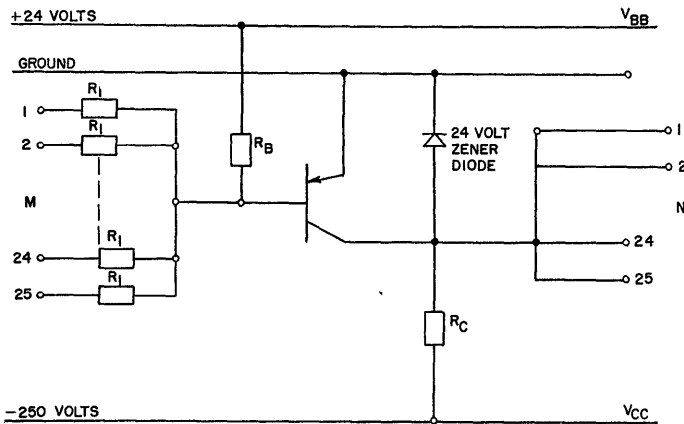 +24 VOLTS VBB
GROUND
R1
1
R1
2
RB
24 VOLT
ZENER
DIODE
1
2
M
N
R1
24
24
R1
25
25
RC
-250 VOLTS VCC